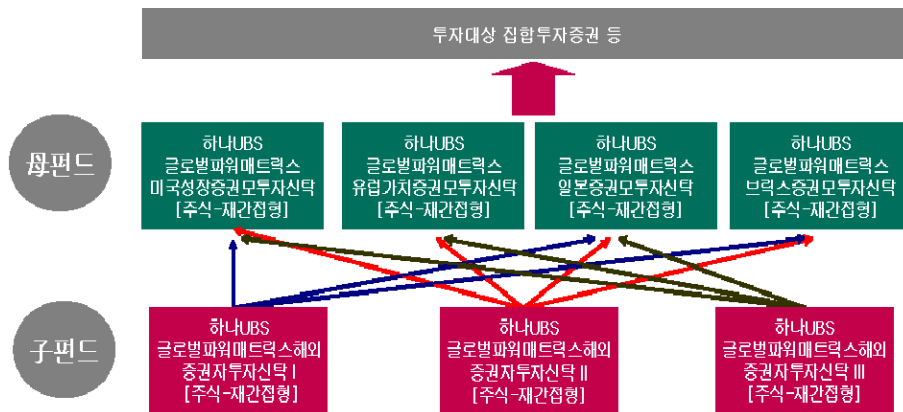 투자대상 집합투자증권 등
母펀드
하나UBS
글로벌파워매트릭스
미국성장증권모투자신탁
[주식-재간접형]
하나UBS
글로벌파워매트릭스
유럽가치증권모투자신탁
[주식-재간접형]
하나UBS
글로벌파워매트릭스
일본증권모투자신탁
[주식-재간접형]
하나UBS
글로벌파워매트릭스
브릭스증권모투자신탁
[주식-재간접형]
子펀드
하나UBS
글로벌파워매트릭스해외
증권자투자신탁 I
[주식-재간접형]
하나UBS
글로벌파워매트릭스해외
증권자투자신탁 II
[주식-재간접형]
하나UBS
글로벌파워매트릭스해외
증권자투자신탁 III
[주식-재간접형]